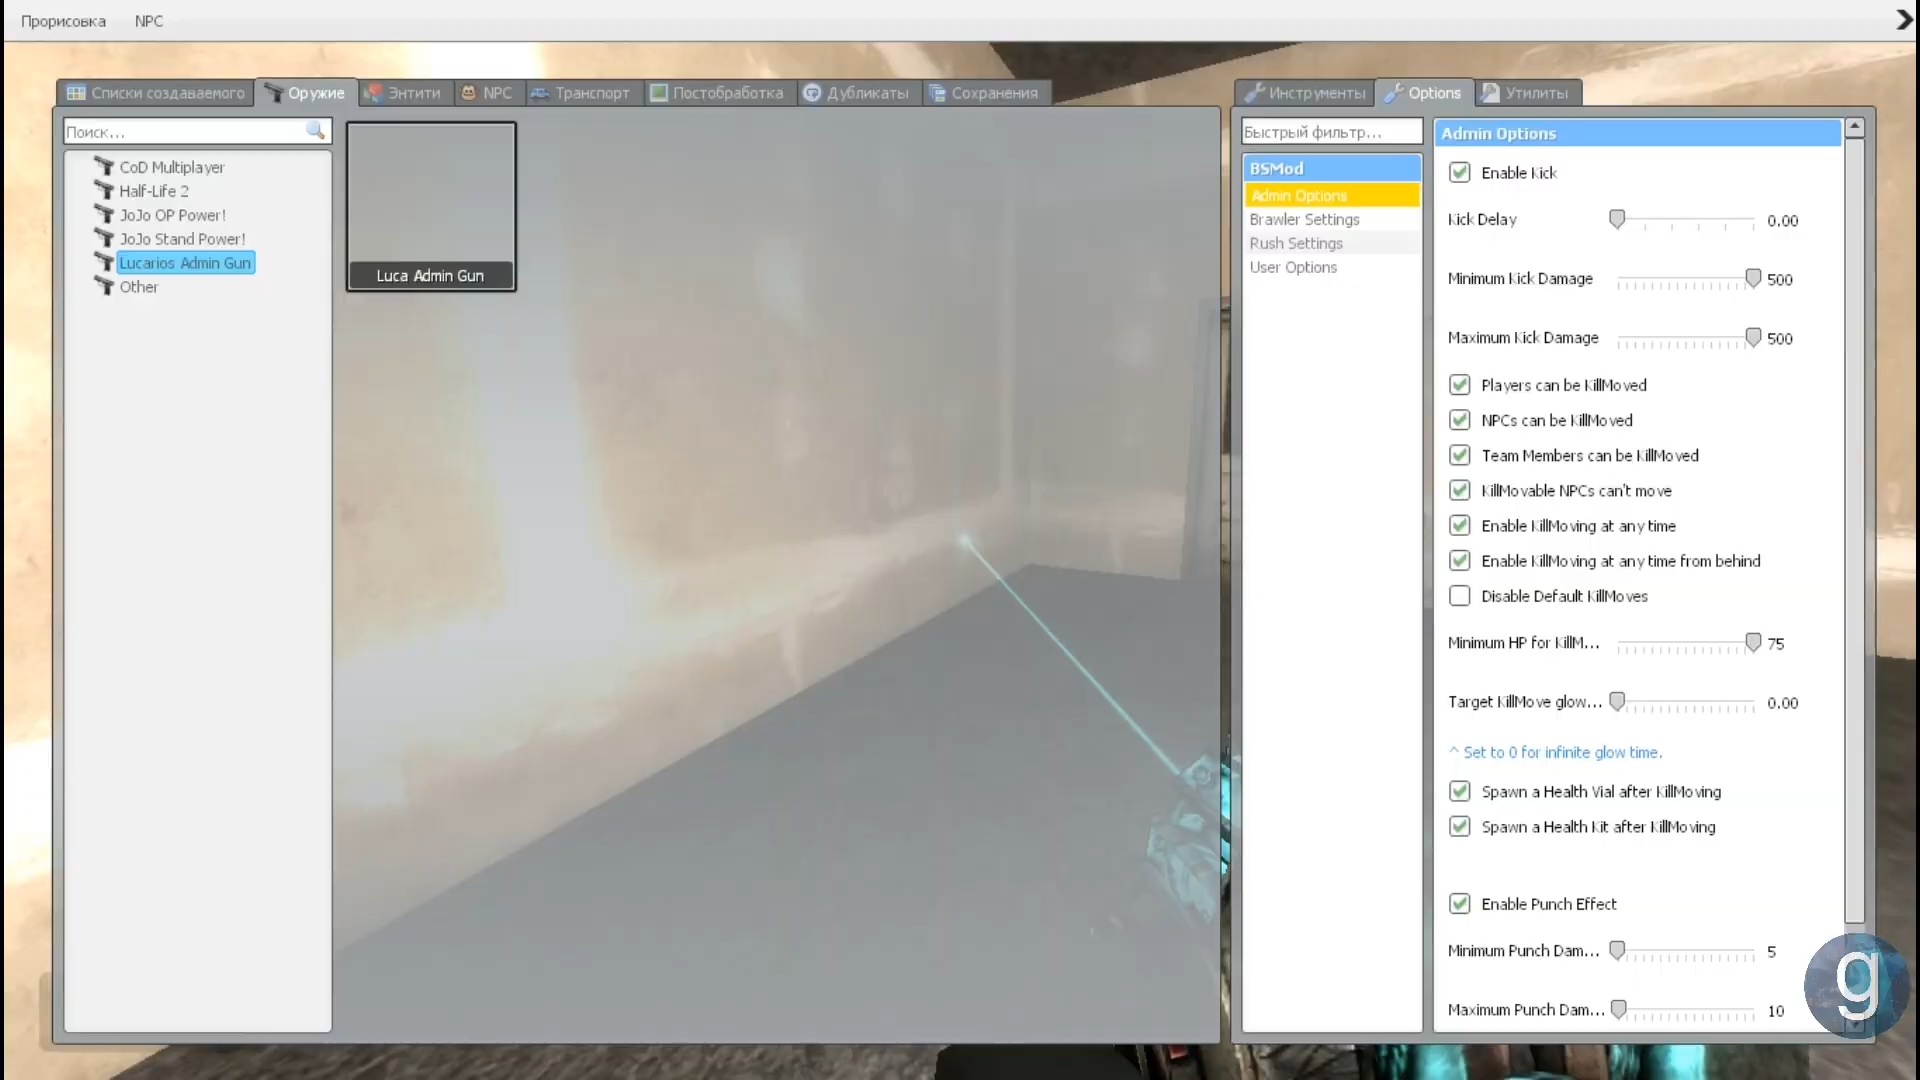 Прорисовка NPC
Списки создаваемого Оружие Энтити NPC Транспорт Постобработка Дубликаты Сохранения
Поиск...
CoD Multiplayer
Half-Life 2
JoJo OP Power!
JoJo Stand Power!
Lucarios Admin Gun
Other
Luca Admin Gun
Инструменты Options Утилиты
Быстрый фильтр...
BSMod
Admin Options
Brawler Settings
Rush Settings
User Options
Admin Options
Enable Kick
Kick Delay 0.00
Minimum Kick Damage 500
Maximum Kick Damage 500
Players can be KillMoved
NPCs can be KillMoved
Team Members can be KillMoved
KillMovable NPCs can't move
Enable KillMoving at any time
Enable KillMoving at any time from behind
Disable Default KillMoves
Minimum HP for KillM... 75
Target KillMove glow... 0.00
^ Set to 0 for infinite glow time.
Spawn a Health Vial after KillMoving
Spawn a Health Kit after KillMoving
Enable Punch Effect
Minimum Punch Dam... 5
Maximum Punch Dam... 10
g